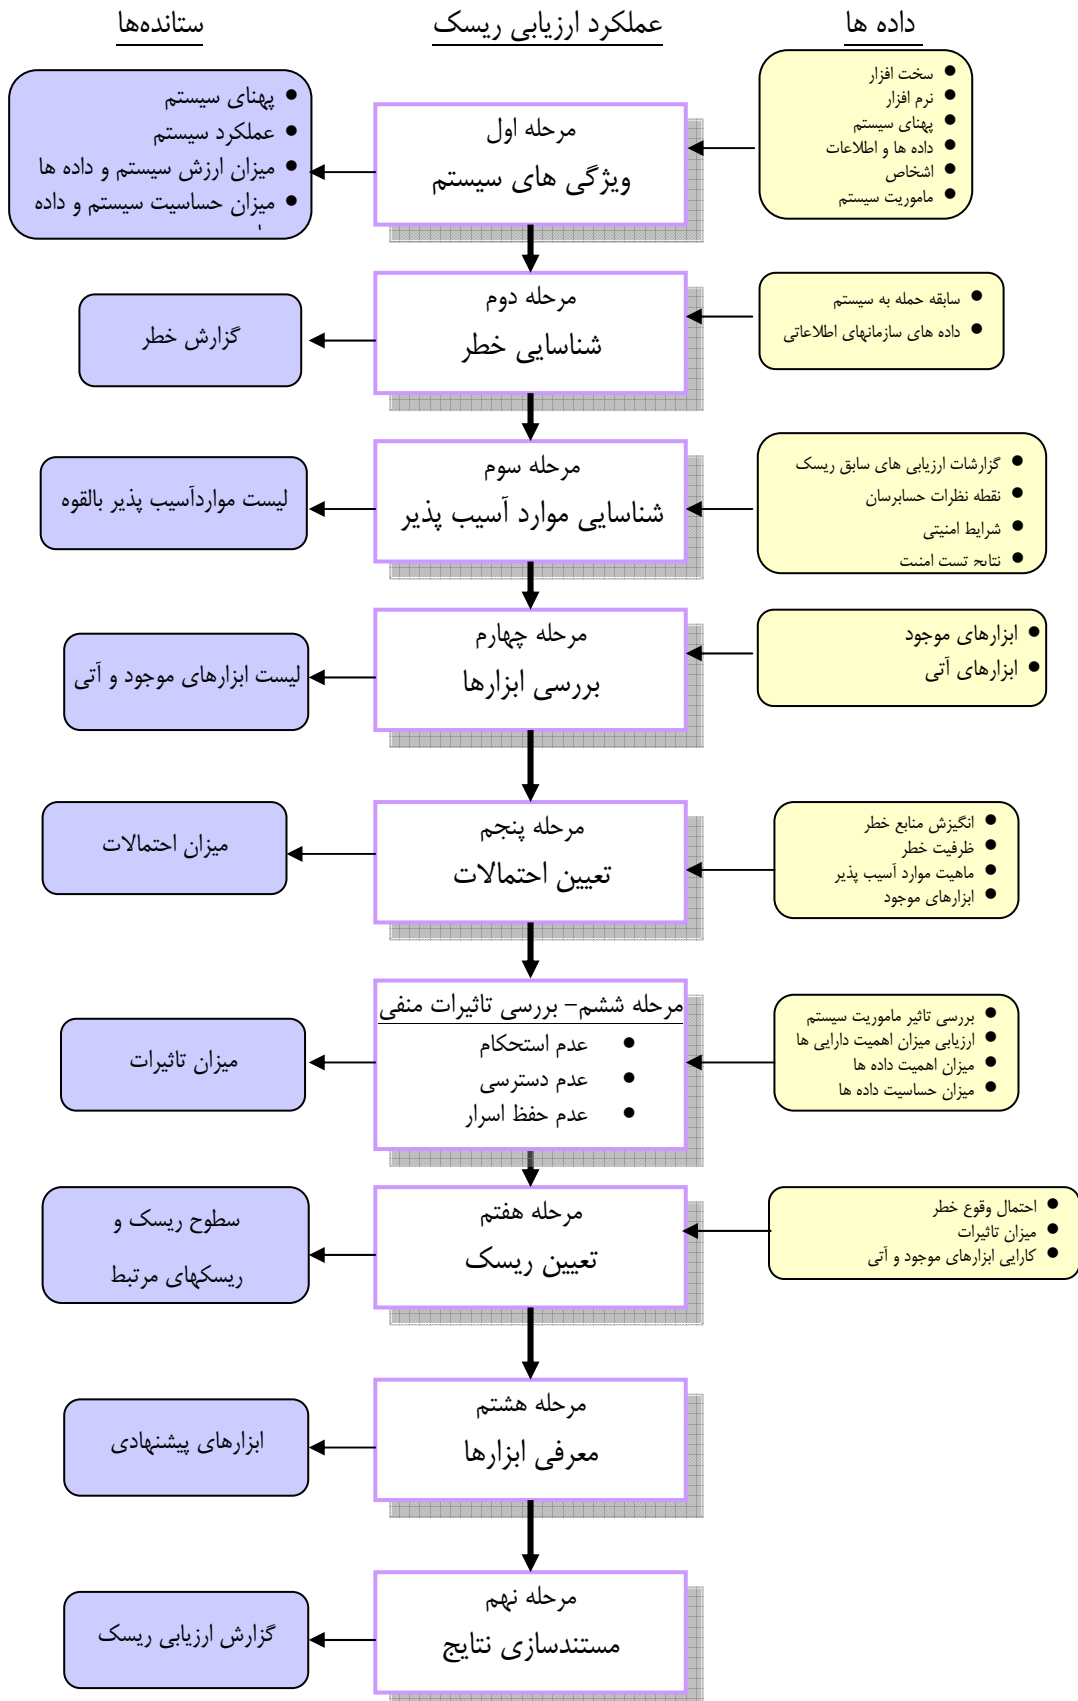 داده ها
عملکرد ارزیابی ریسک
ستانده‌ها
● سخت افزار
● نرم افزار
● پهنای سیستم
● داده ها و اطلاعات
● اشخاص
● ماموریت سیستم
مرحله اول
ویژگی های سیستم
● پهنای سیستم
● عملکرد سیستم
● میزان ارزش سیستم و داده ها
● میزان حساسیت سیستم و داده
● سابقه حمله به سیستم
● داده های سازمانهای اطلاعاتی
مرحله دوم
شناسایی خطر
گزارش خطر
● گزارشات ارزیابی های سابق ریسک
● نقطه نظرات حسابرسان
● شرایط امنیتی
● نتایج تست امنیت
مرحله سوم
شناسایی موارد آسیب پذیر
لیست مواردآسیب پذیر بالقوه
● ابزارهای موجود
● ابزارهای آتی
مرحله چهارم
بررسی ابزارها
لیست ابزارهای موجود و آتی
● انگیزش منابع خطر
● ظرفیت خطر
● ماهیت موارد آسیب پذیر
● ابزارهای موجود
مرحله پنجم
تعیین احتمالات
میزان احتمالات
● بررسی تاثیر ماموریت سیستم
● ارزیابی میزان اهمیت دارایی ها
● میزان اهمیت داده ها
● میزان حساسیت داده ها
مرحله ششم– بررسی تاثیرات منفی
● عدم استحکام
● عدم دسترسی
● عدم حفظ اسرار
میزان تاثیرات
● احتمال وقوع خطر
● میزان تاثیرات
● کارایی ابزارهای موجود و آتی
مرحله هفتم
تعیین ریسک
سطوح ریسک و
ریسکهای مرتبط
مرحله هشتم
معرفی ابزارها
ابزارهای پیشنهادی
مرحله نهم
مستندسازی نتایج
گزارش ارزیابی ریسک